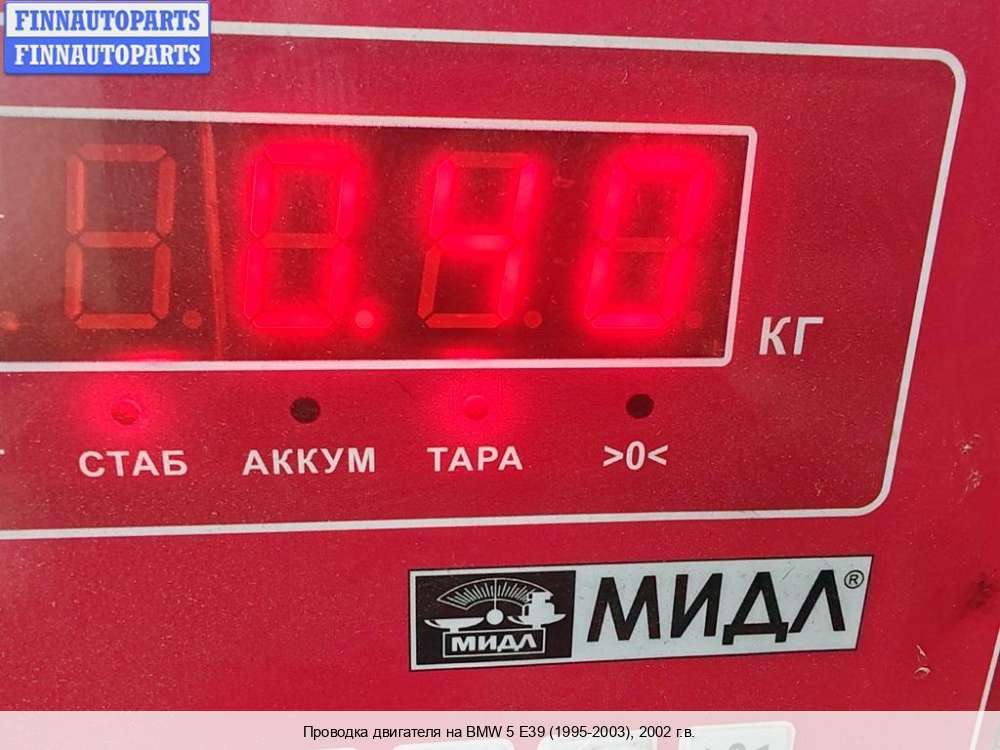 FINNAUTOPARTS
FINNAUTOPARTS
0.40
КГ
СТАБ АККУМ ТАРА >0<
МИДЛ МИДЛ®
Проводка двигателя на BMW 5 E39 (1995-2003), 2002 г.в.